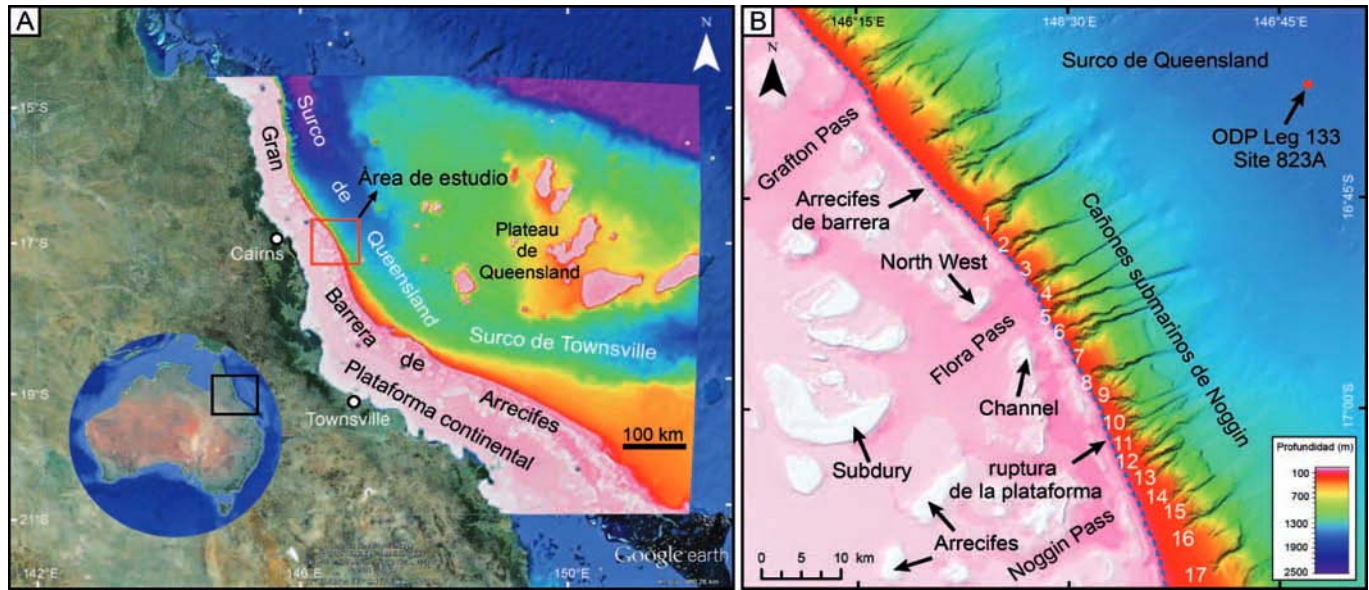 A
N
15°S
17°S
19°S
21°S
142°E
146°E
150°E
Surco
de
Queensland
Gran
Barrera
de
Arrecifes
Plataforma continental
Área de estudio
Plateau
de
Queensland
Surco de Townsville
Cairns
Townsville
100 km
Google earth
B
N
146°15'E
146°30'E
146°45'E
16°45'S
17°00'S
Surco de Queensland
ODP Leg 133
Site 823A
Grafton Pass
Arrecifes
de barrera
North West
Flora Pass
Channel
Subdury
ruptura
de la plataforma
Arrecifes
Noggin Pass
Cañones submarinos de Noggin
1
2
3
4
5
6
7
8
9
10
11
12
13
14
15
16
17
0 5 10 km
Profundidad (m)
100
700
1300
1900
2500